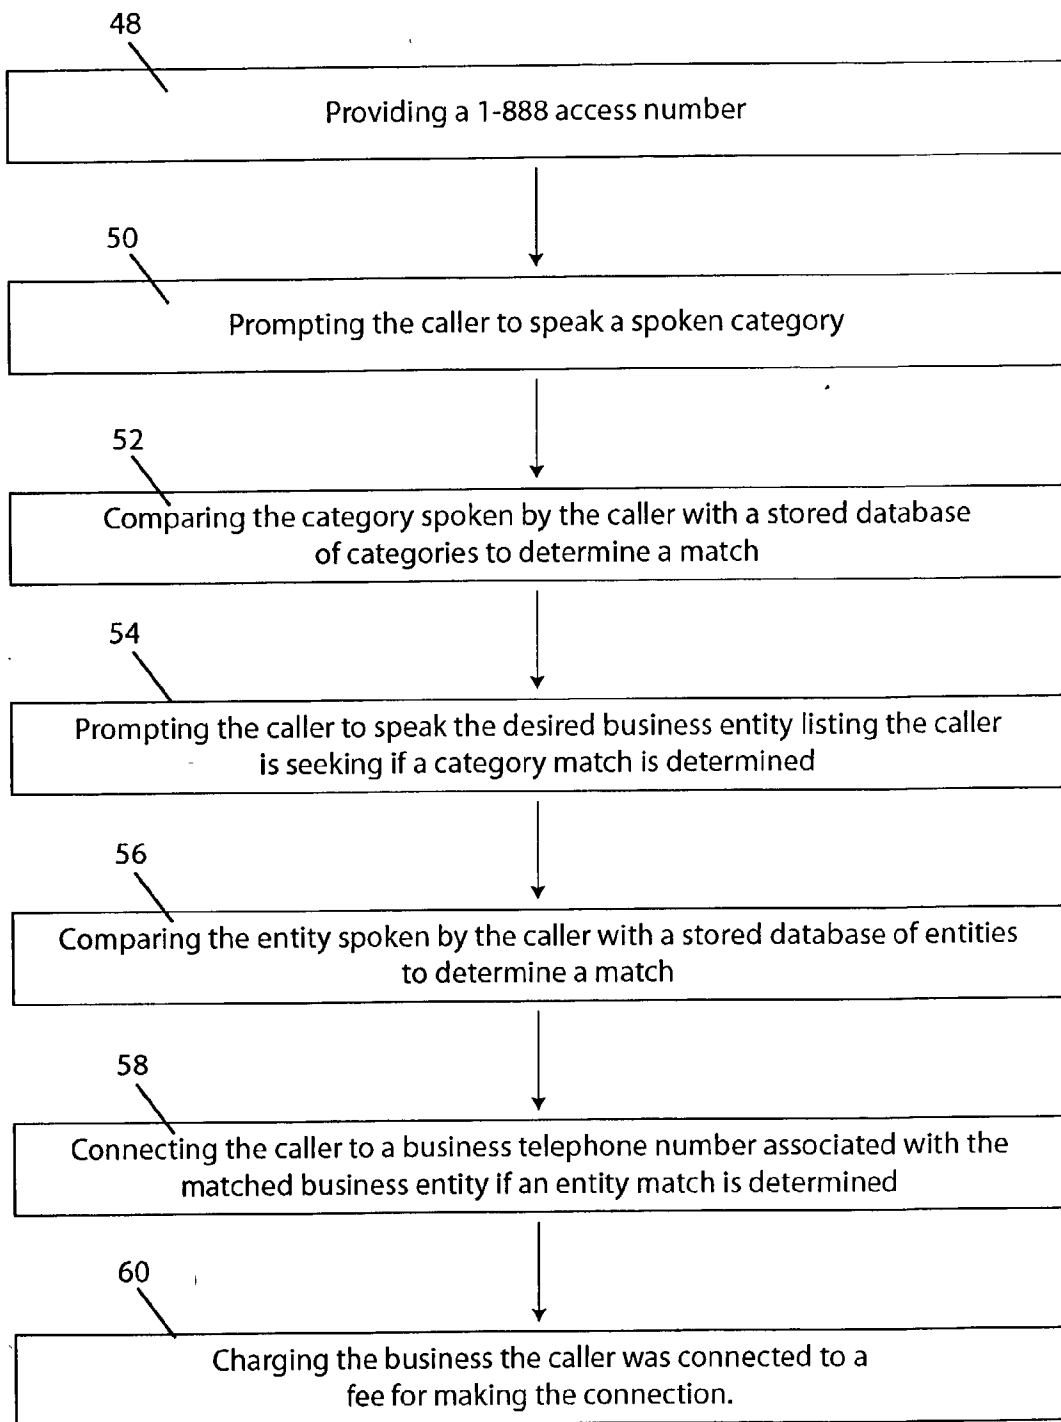 48
Providing a 1-888 access number
50
Prompting the caller to speak a spoken category
52
Comparing the category spoken by the caller with a stored database
of categories to determine a match
54
Prompting the caller to speak the desired business entity listing the caller
is seeking if a category match is determined
56
Comparing the entity spoken by the caller with a stored database of entities
to determine a match
58
Connecting the caller to a business telephone number associated with the
matched business entity if an entity match is determined
60
Charging the business the caller was connected to a
fee for making the connection.